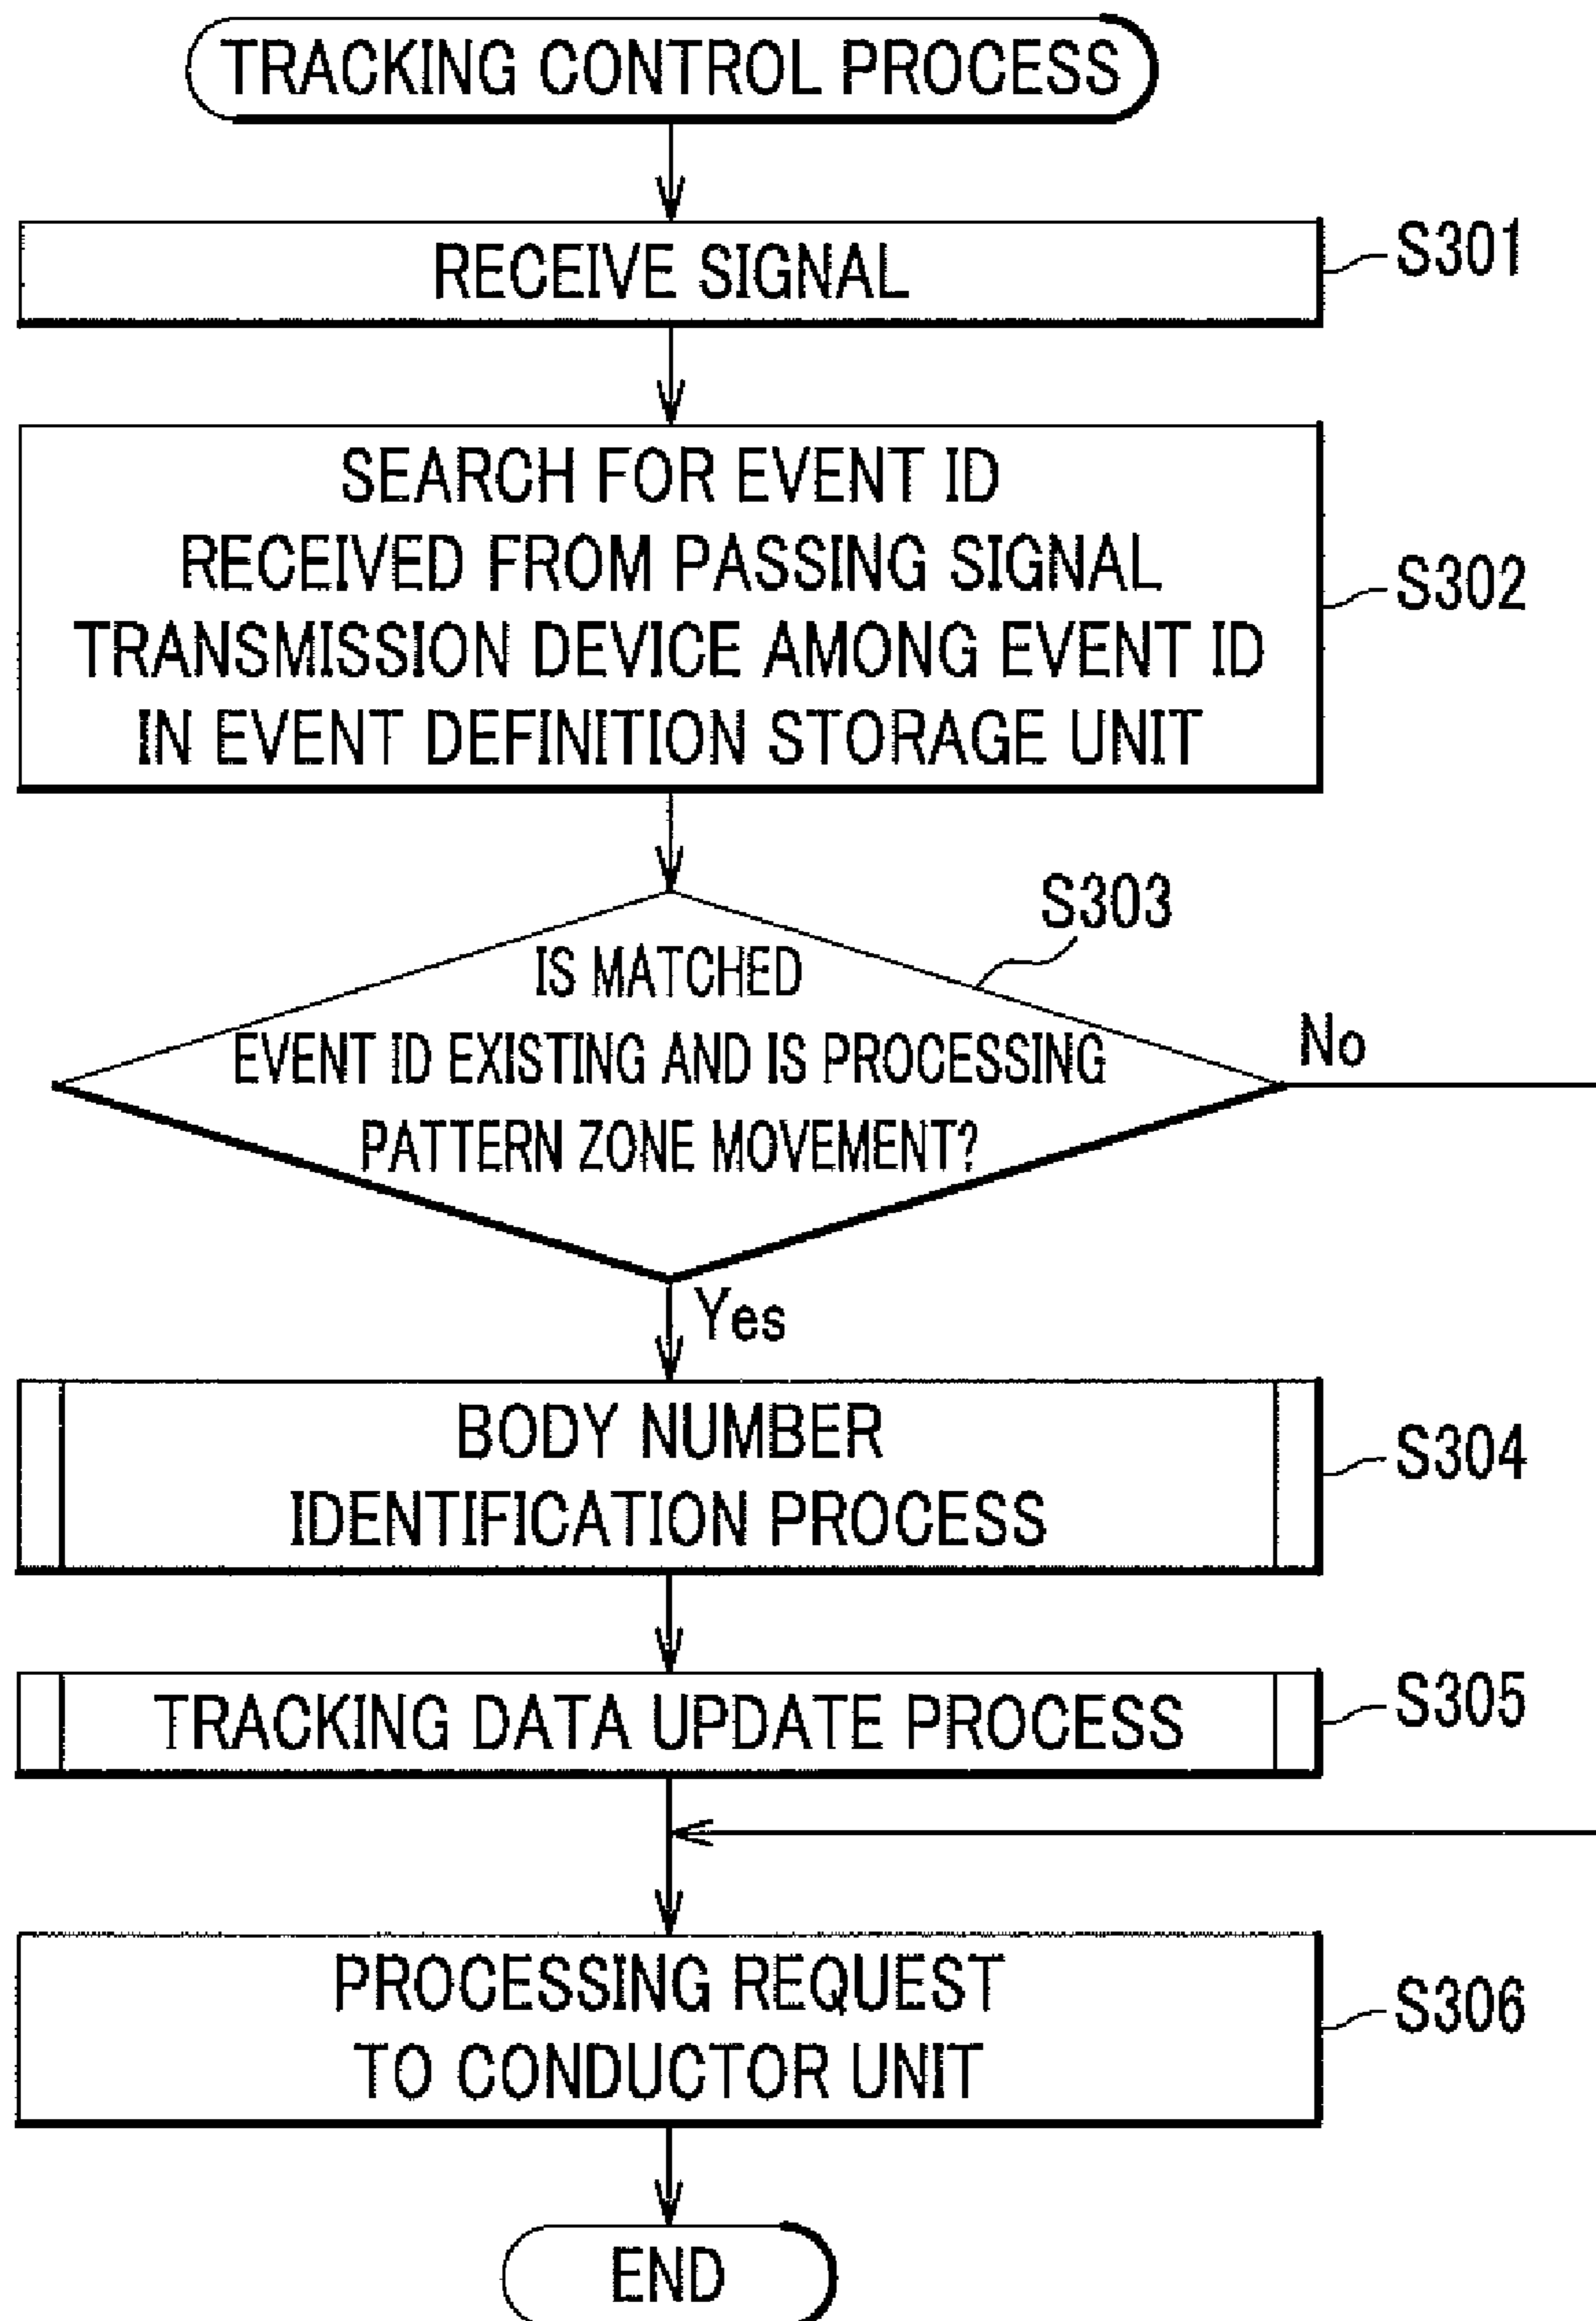 TRACKING CONTROL PROCESS
RECEIVE SIGNAL
S301
SEARCH FOR EVENT ID
RECEIVED FROM PASSING SIGNAL
TRANSMISSION DEVICE AMONG EVENT ID
IN EVENT DEFINITION STORAGE UNIT
S302
S303
IS MATCHED
EVENT ID EXISTING AND IS PROCESSING
PATTERN ZONE MOVEMENT?
No
Yes
BODY NUMBER
IDENTIFICATION PROCESS
S304
TRACKING DATA UPDATE PROCESS
S305
PROCESSING REQUEST
TO CONDUCTOR UNIT
S306
END